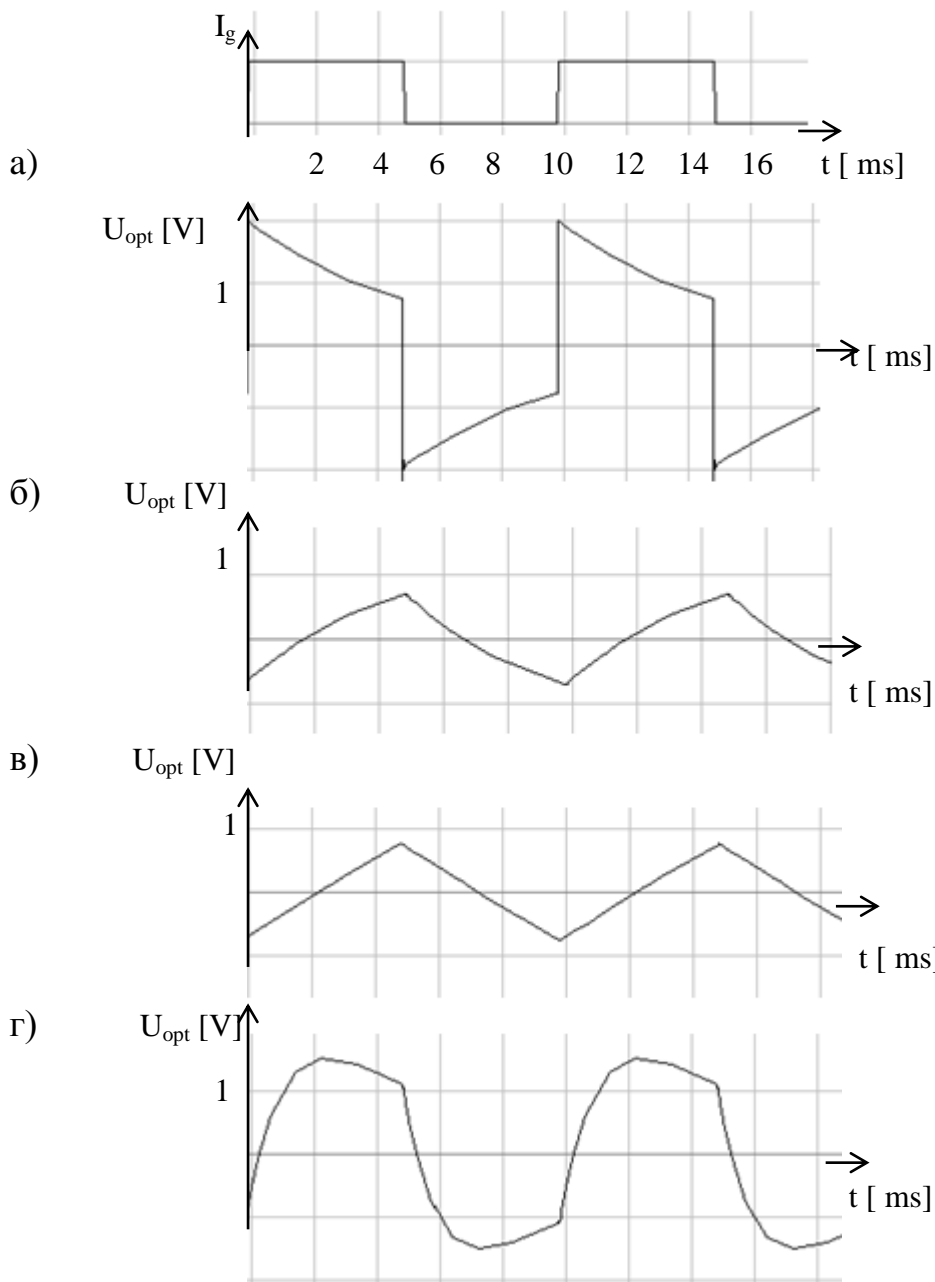 I_g
а)
2 4 6 8 10 12 14 16 t [ ms]
U_opt [V]
1
t [ ms]
б)
U_opt [V]
1
t [ ms]
в)
U_opt [V]
1
t [ ms]
г)
U_opt [V]
1
t [ ms]